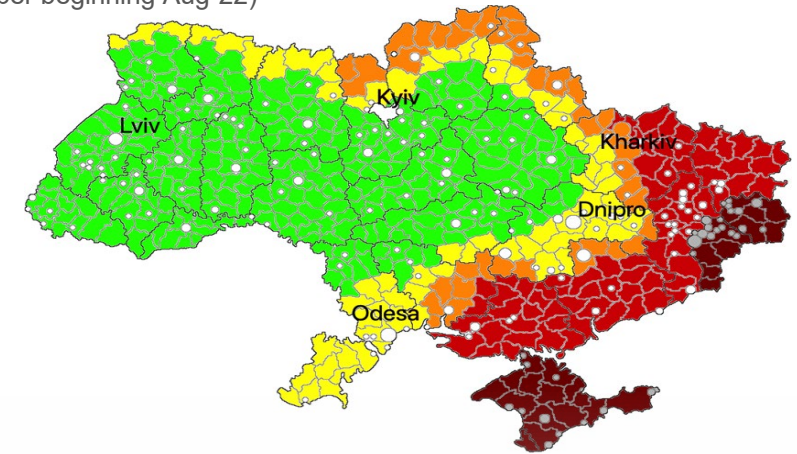 beginning Aug-22)
Kyiv
Lviv
Kharkiv
Dnipro
Odesa